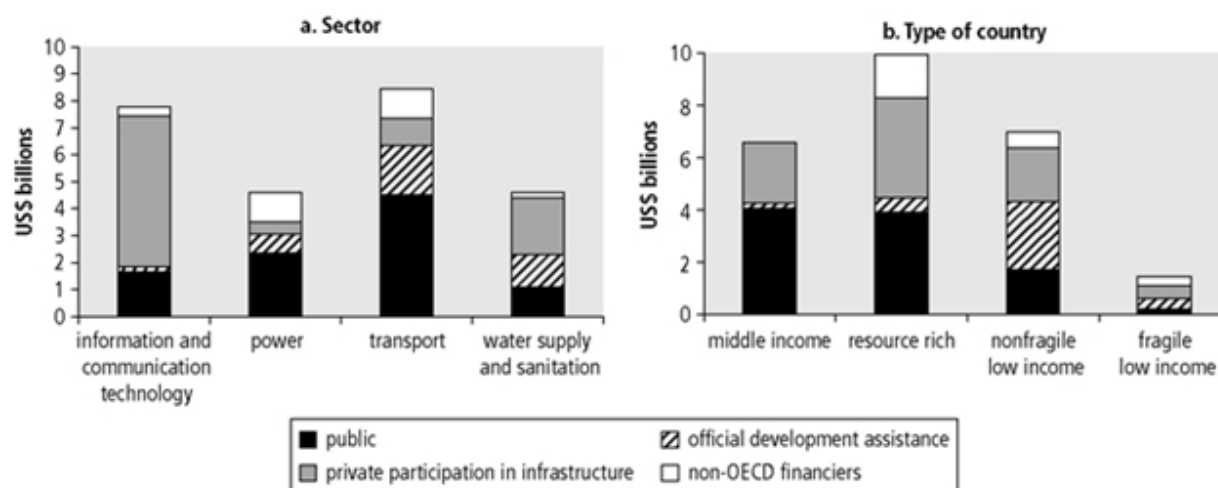 a. Sector
US$ billions
10
9
8
7
6
5
4
3
2
1
0
information and
communication
technology
power
transport
water supply
and sanitation
b. Type of country
US$ billions
10
8
6
4
2
0
middle income
resource rich
nonfragile
low income
fragile
low income
public
official development assistance
private participation in infrastructure
non-OECD financiers